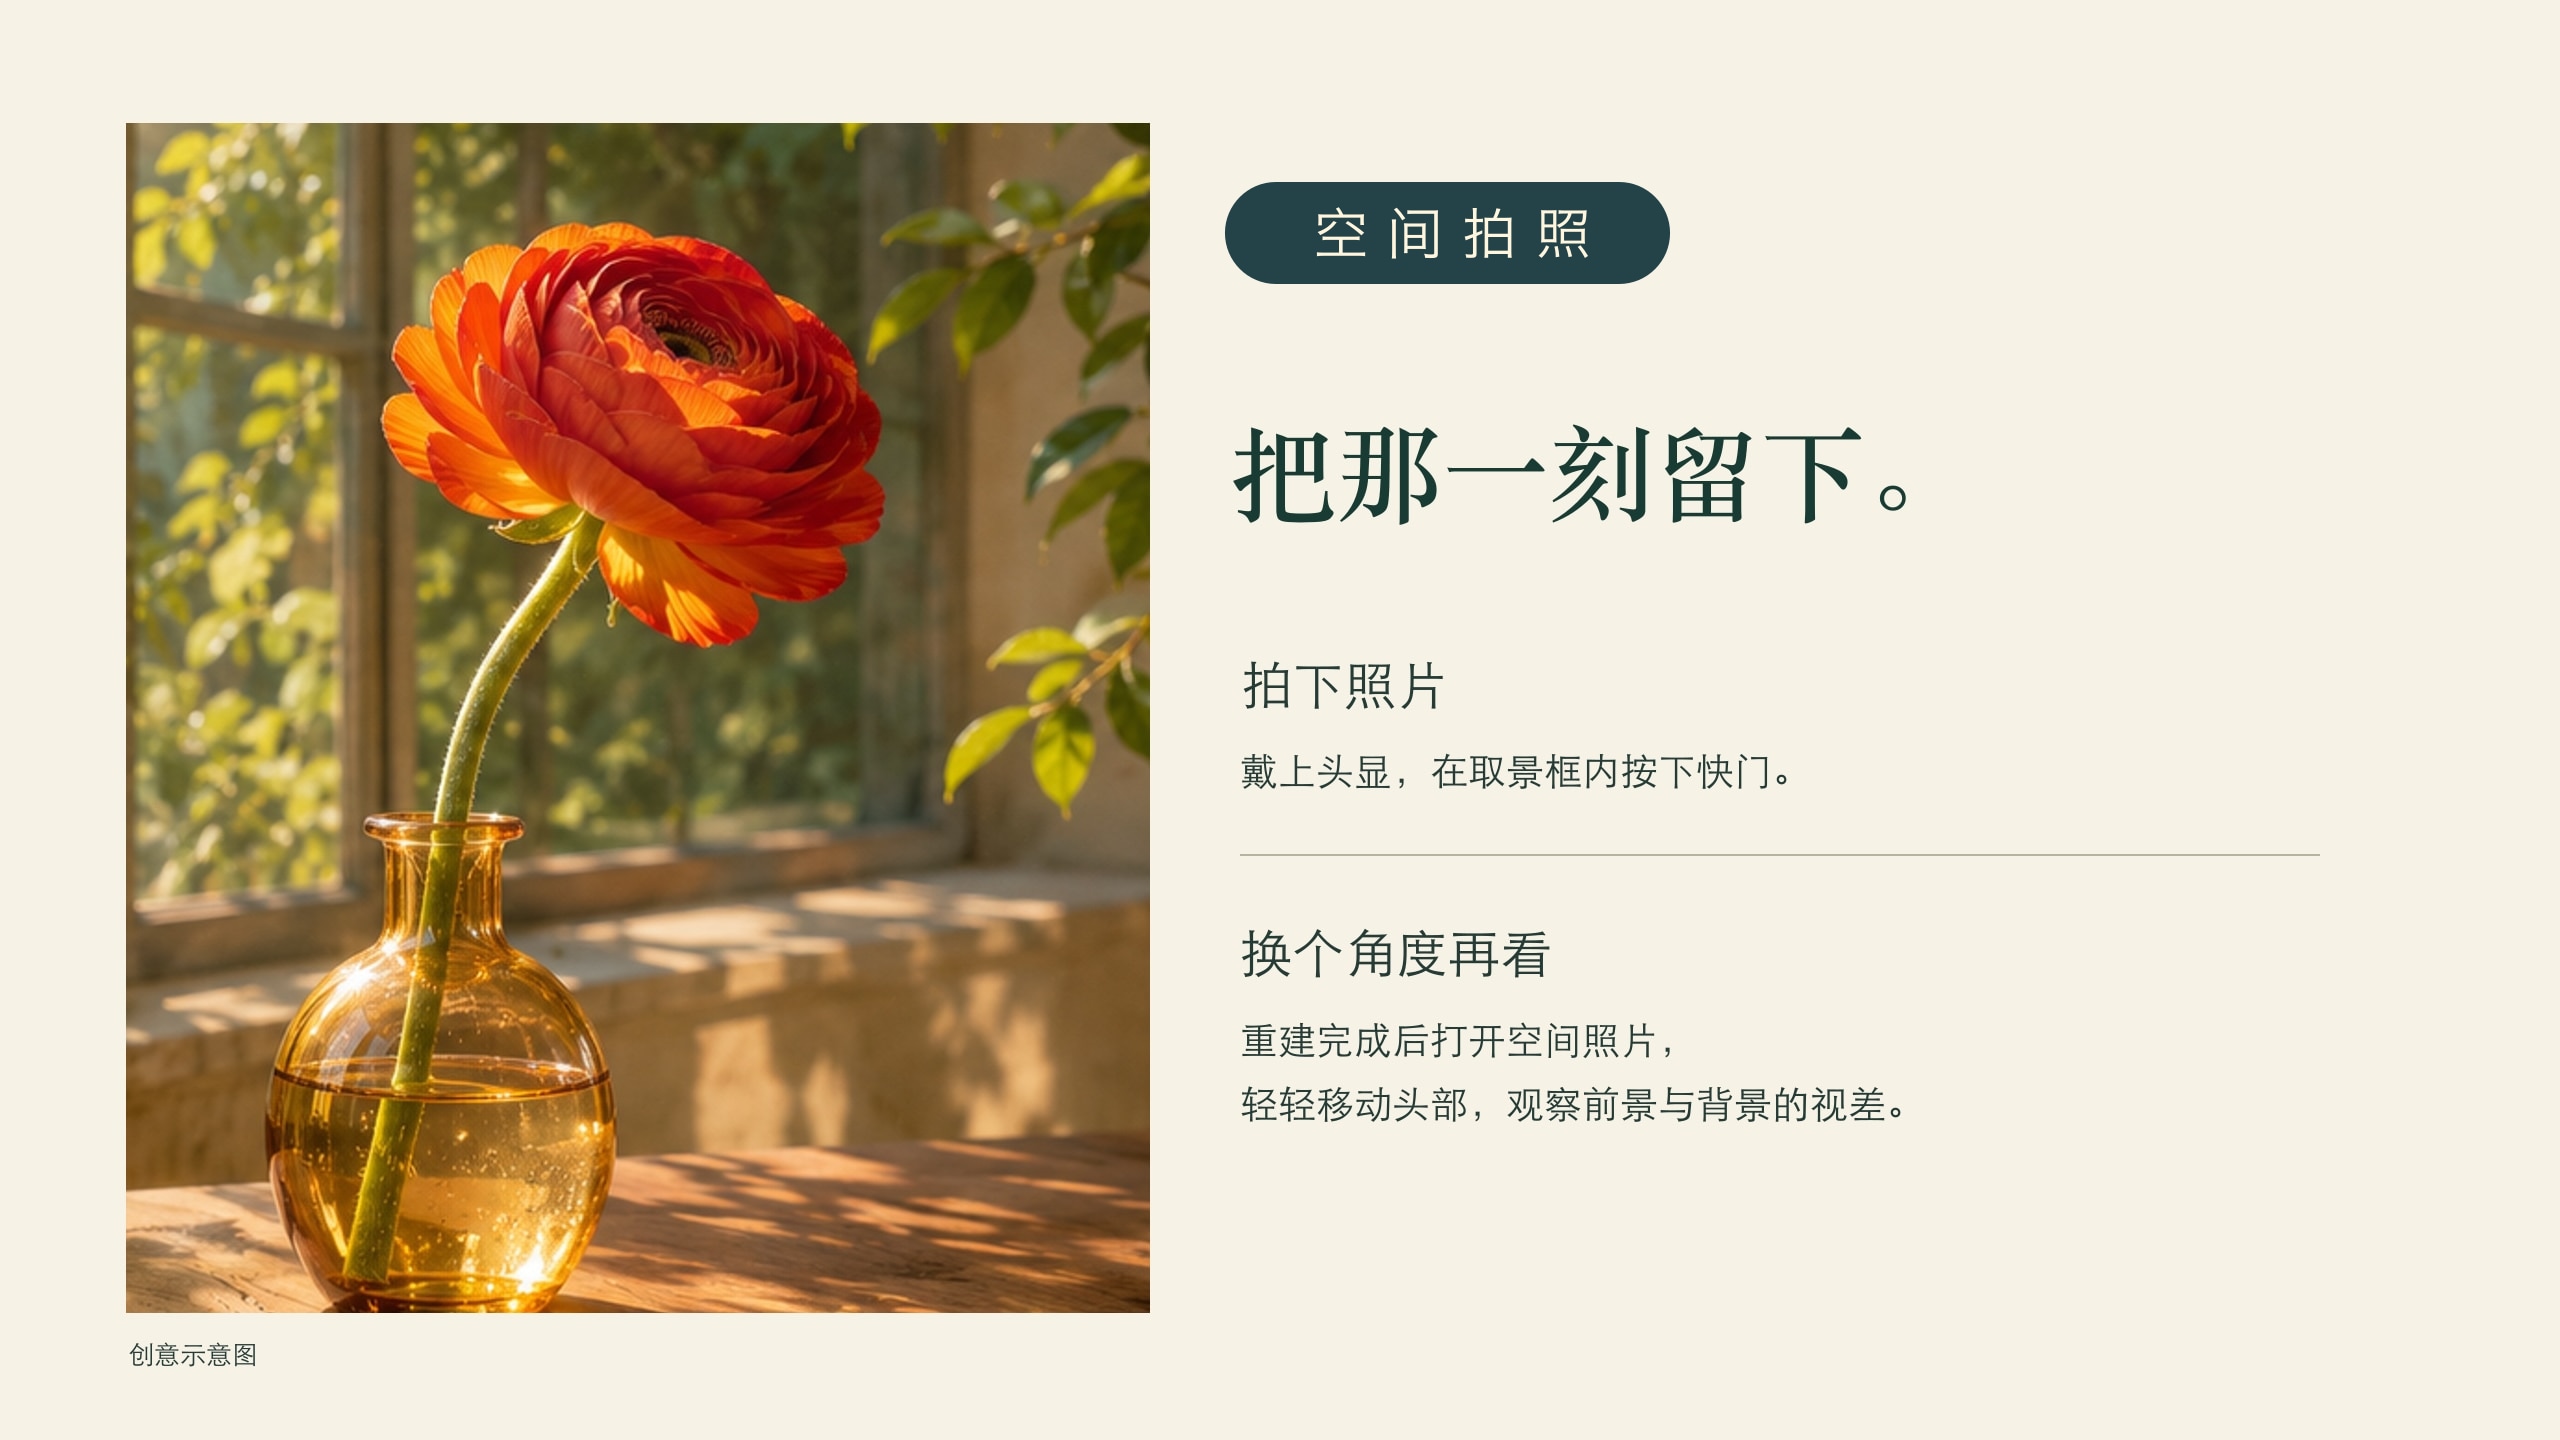 空间拍照
把那一刻留下。
拍下照片
戴上头显，在取景框内按下快门。
换个角度再看
重建完成后打开空间照片，
轻轻移动头部，观察前景与背景的视差。
创意示意图